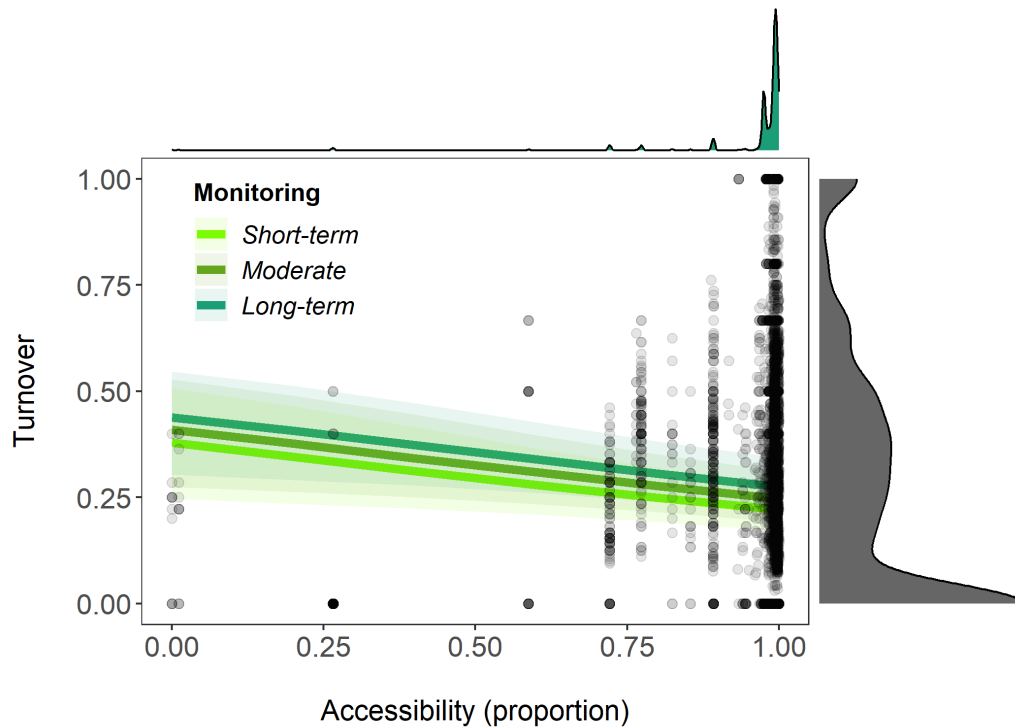 Monitoring
Short-term
Moderate
Long-term
Turnover
1.00
0.75
0.50
0.25
0.00
0.00 0.25 0.50 0.75 1.00
Accessibility (proportion)